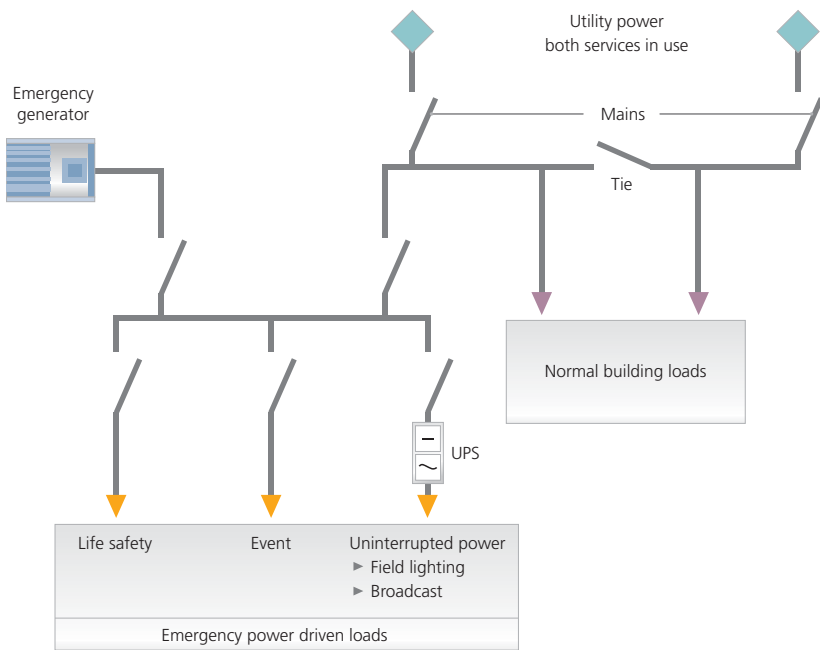 Utility power
both services in use
Emergency
generator
Mains
Tie
Normal building loads
UPS
Life safety
Event
Uninterrupted power
► Field lighting
► Broadcast
Emergency power driven loads